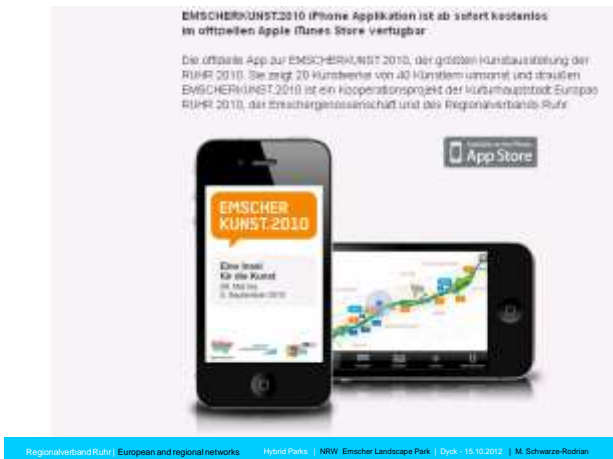 EMSCHERKUNST.2010 iPhone Applikation ist ab sofort kostenlos
im offiziellen Apple iTunes Store verfügbar
Die offizielle App zur EMSCHERKUNST 2010, der größten Kunstausstellung der
RUHR 2010. Sie zeigt 20 Kunstwerke von 40 Künstlern umsonst und draußen
EMSCHERKUNST.2010 ist ein Kooperationsprojekt der Kulturhauptstadt Europas
RUHR 2010, der Emschergenossenschaft und des Regionalverbands Ruhr
App Store
EMSCHER
KUNST.2010
Eine Insel
für die Kunst
Mai bis
5. September 2010
Regionalverband Ruhr | European and regional networks Hybrid Parks | NRW Emscher Landscape Park | Dyck - 15.10.2012 | M. Schwarze-Rodrian